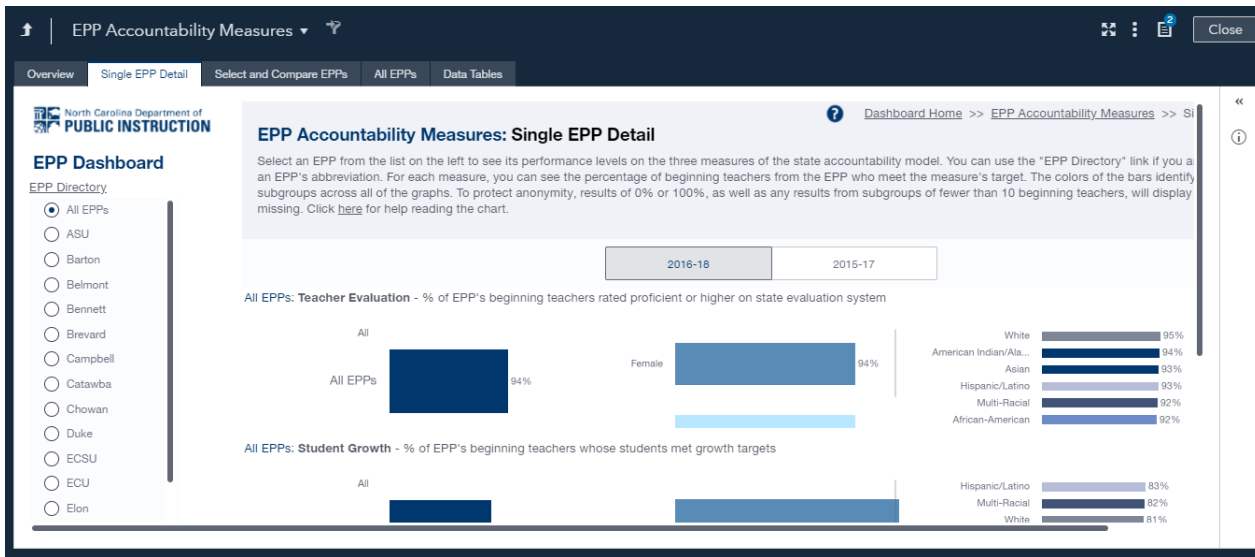 EPP Accountability Measures
2
Close
Overview
Single EPP Detail
Select and Compare EPPs
All EPPs
Data Tables
North Carolina Department of
PUBLIC INSTRUCTION
EPP Dashboard
EPP Directory
All EPPs
ASU
Barton
Belmont
Bennett
Brevard
Campbell
Catawba
Chowan
Duke
ECSU
ECU
Elon
? Dashboard Home >> EPP Accountability Measures >> Si
EPP Accountability Measures: Single EPP Detail
Select an EPP from the list on the left to see its performance levels on the three measures of the state accountability model. You can use the "EPP Directory" link if you a
an EPP's abbreviation. For each measure, you can see the percentage of beginning teachers from the EPP who meet the measure's target. The colors of the bars identify
subgroups across all of the graphs. To protect anonymity, results of 0% or 100%, as well as any results from subgroups of fewer than 10 beginning teachers, will display
missing. Click here for help reading the chart.
2016-18
2015-17
All EPPs: Teacher Evaluation - % of EPP's beginning teachers rated proficient or higher on state evaluation system
All
All EPPs 94%
Female 94%
White 95%
American Indian/Ala... 94%
Asian 93%
Hispanic/Latino 93%
Multi-Racial 92%
African-American 92%
All EPPs: Student Growth - % of EPP's beginning teachers whose students met growth targets
All
Hispanic/Latino 83%
Multi-Racial 82%
White 81%